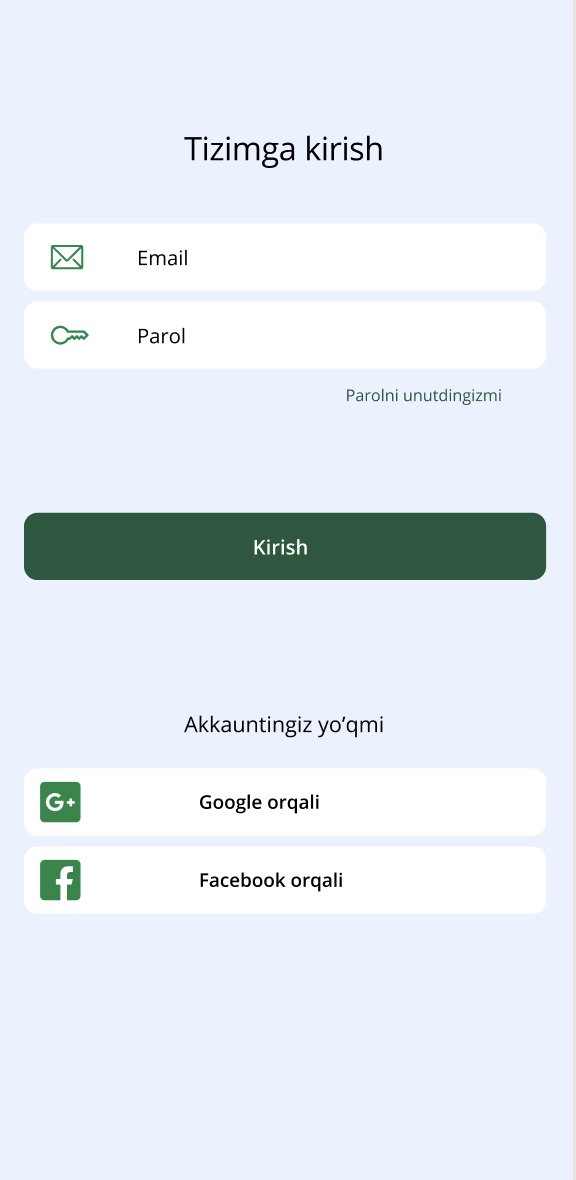 Tizimga kirish
Email
Parol
Parolni unutdingizmi
Kirish
Akkauntingiz yo’qmi
G+
Google orqali
f
Facebook orqali